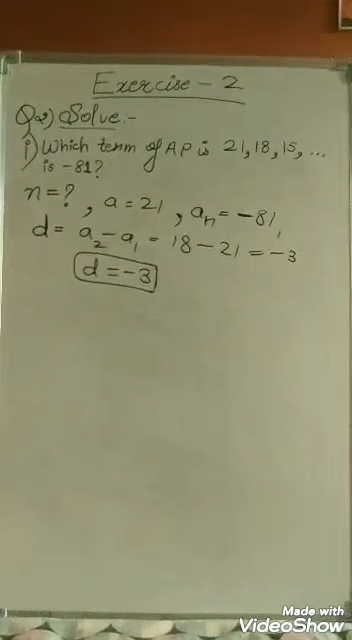 Exercise - 2
Q2) Solve:-
i) Which term of AP is 21, 18, 15, ...
is -81?
n = ? , a = 21 , aₙ = -81,
d = a₂ - a₁ = 18 - 21 = -3
d = -3
Made with
VideoShow